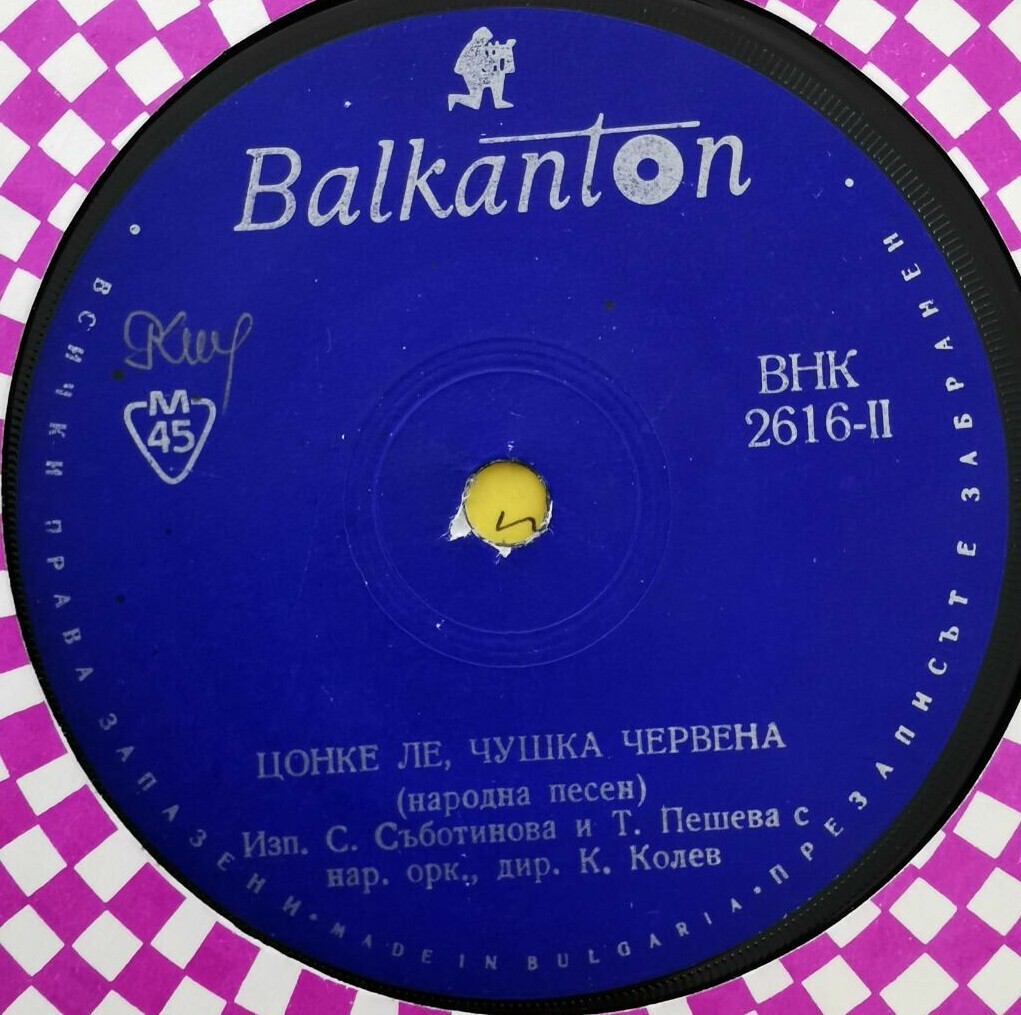 Balkanton
М-
45
ВНК
2616-II
ЦОНКЕ ЛЕ, ЧУШКА ЧЕРВЕНА
(народна песен)
Изп. С. Съботинова и Т. Пешева с
нар. орк., дир. К. Колев
ВСИЧКИ ПРАВА ЗАПАЗЕНИ • MADE IN BULGARIA • ПРЕЗАПИСЪТ Е ЗАБРАНЕН